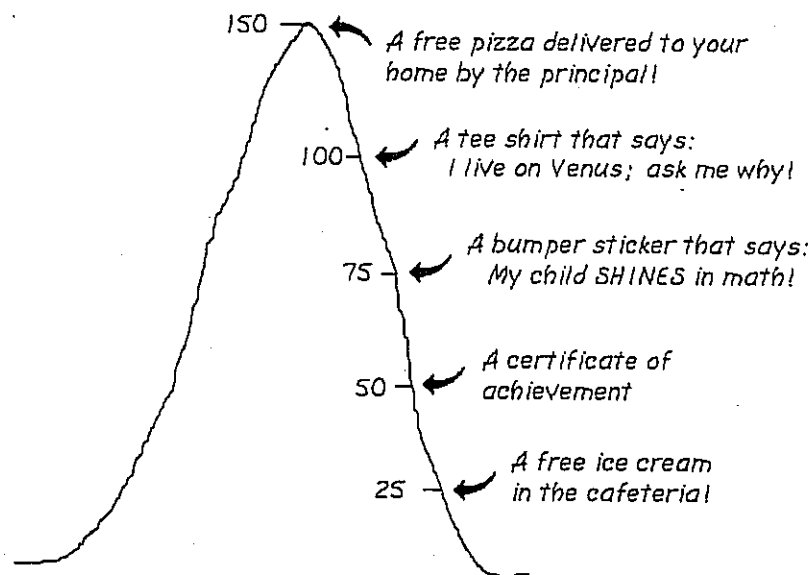 150
A free pizza delivered to your
home by the principal!
100
A tee shirt that says:
I live on Venus; ask me why!
75
A bumper sticker that says:
My child SHINES in math!
50
A certificate of
achievement
25
A free ice cream
in the cafeteria!